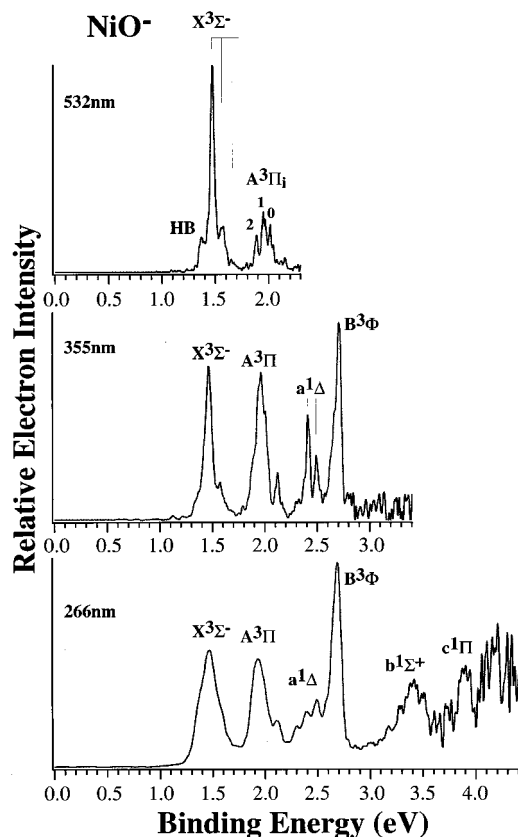 NiO⁻
X³Σ⁻
532nm
A³Πi
HB
2
1
0
0.0 0.5 1.0 1.5 2.0
B³Φ
355nm
X³Σ⁻
A³Π
a¹Δ
0.0 0.5 1.0 1.5 2.0 2.5 3.0
B³Φ
266nm
X³Σ⁻
A³Π
a¹Δ
b¹Σ⁺
c¹Π
0.0 0.5 1.0 1.5 2.0 2.5 3.0 3.5 4.0
Relative Electron Intensity
Binding Energy (eV)